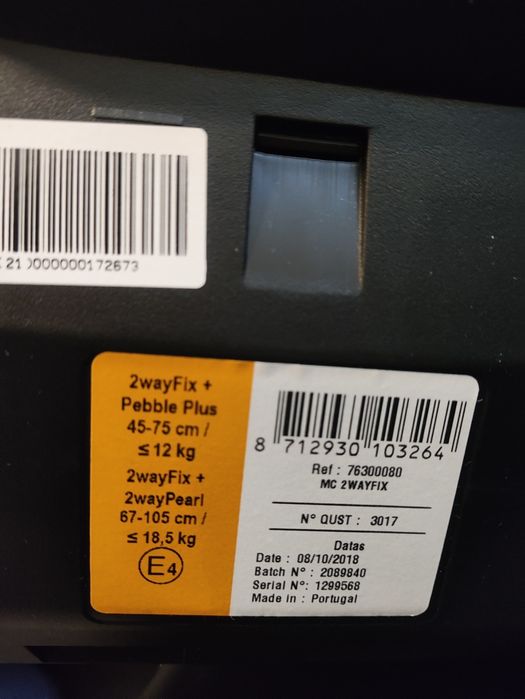 21 )0000000172673
2wayFix +
Pebble Plus
45-75 cm /
≤ 12 kg
2wayFix +
2wayPearl
67-105 cm /
≤ 18,5 kg
E4
8 712930 103264
Ref : 76300080
MC 2WAYFIX
N° QUST : 3017
Datas
Date : 08/10/2018
Batch N° : 2089840
Serial N°: 1299568
Made in : Portugal